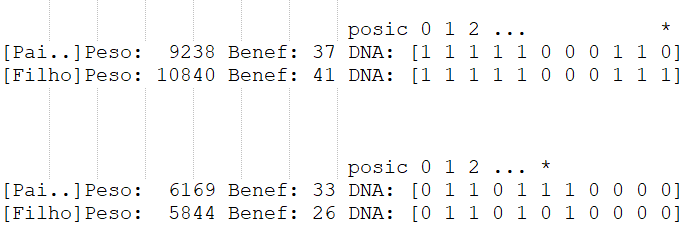 posic 0 1 2 ... *
[Pai..]Peso: 9238 Benef: 37 DNA: [1 1 1 1 1 0 0 0 1 1 0]
[Filho]Peso: 10840 Benef: 41 DNA: [1 1 1 1 1 0 0 0 1 1 1]
posic 0 1 2 ... *
[Pai..]Peso: 6169 Benef: 33 DNA: [0 1 1 0 1 1 1 0 0 0 0]
[Filho]Peso: 5844 Benef: 26 DNA: [0 1 1 0 1 0 1 0 0 0 0]